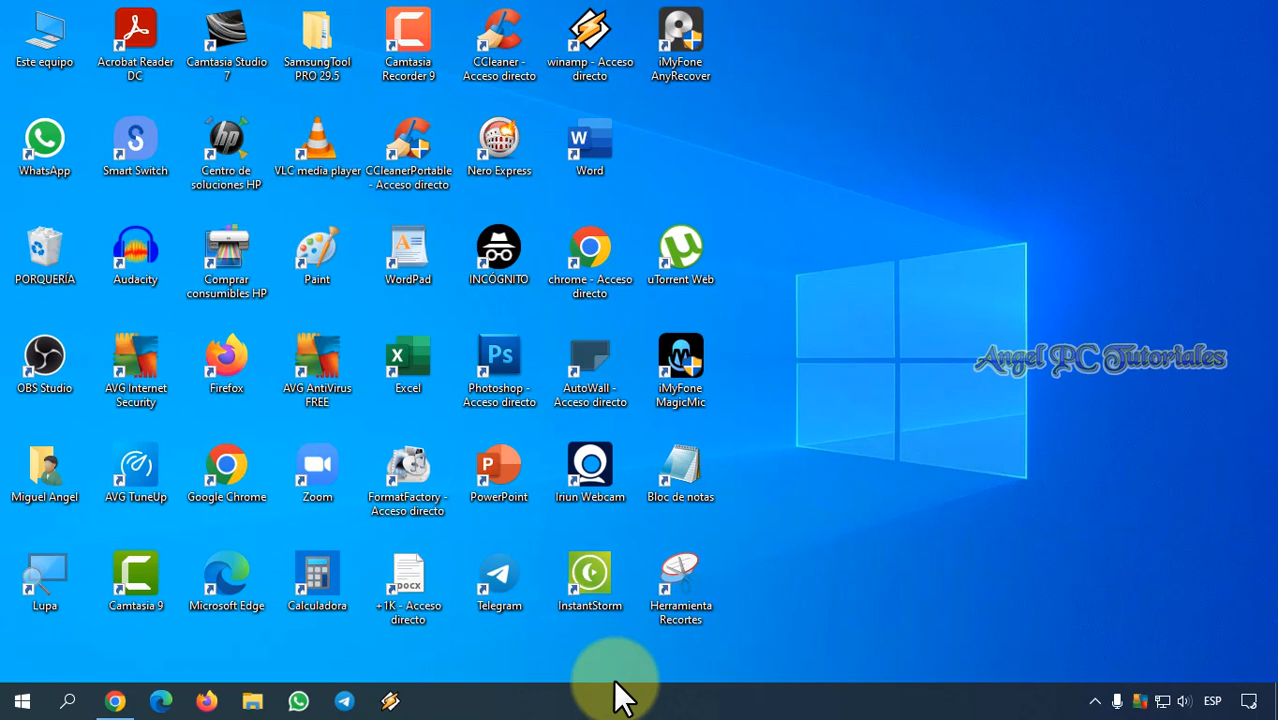 Este equipo
Acrobat Reader
DC
Camtasia Studio
7
SamsungTool
PRO 29.5
Camtasia
Recorder 9
CCleaner -
Acceso directo
winamp - Acceso
directo
iMyFone
AnyRecover
WhatsApp
Smart Switch
Centro de
soluciones HP
VLC media player
CCleanerPortable
- Acceso directo
Nero Express
Word
PORQUERÍA
Audacity
Comprar
consumibles HP
Paint
WordPad
INCÓGNITO
chrome - Acceso
directo
uTorrent Web
OBS Studio
AVG Internet
Security
Firefox
AVG AntiVirus
FREE
Excel
Photoshop -
Acceso directo
AutoWall -
Acceso directo
iMyFone
MagicMic
Angel PC Tutoriales
Miguel Angel
AVG TuneUp
Google Chrome
Zoom
FormatFactory -
Acceso directo
PowerPoint
Iriun Webcam
Bloc de notas
Lupa
Camtasia 9
Microsoft Edge
Calculadora
+1K - Acceso
directo
Telegram
InstantStorm
Herramienta
Recortes
ESP